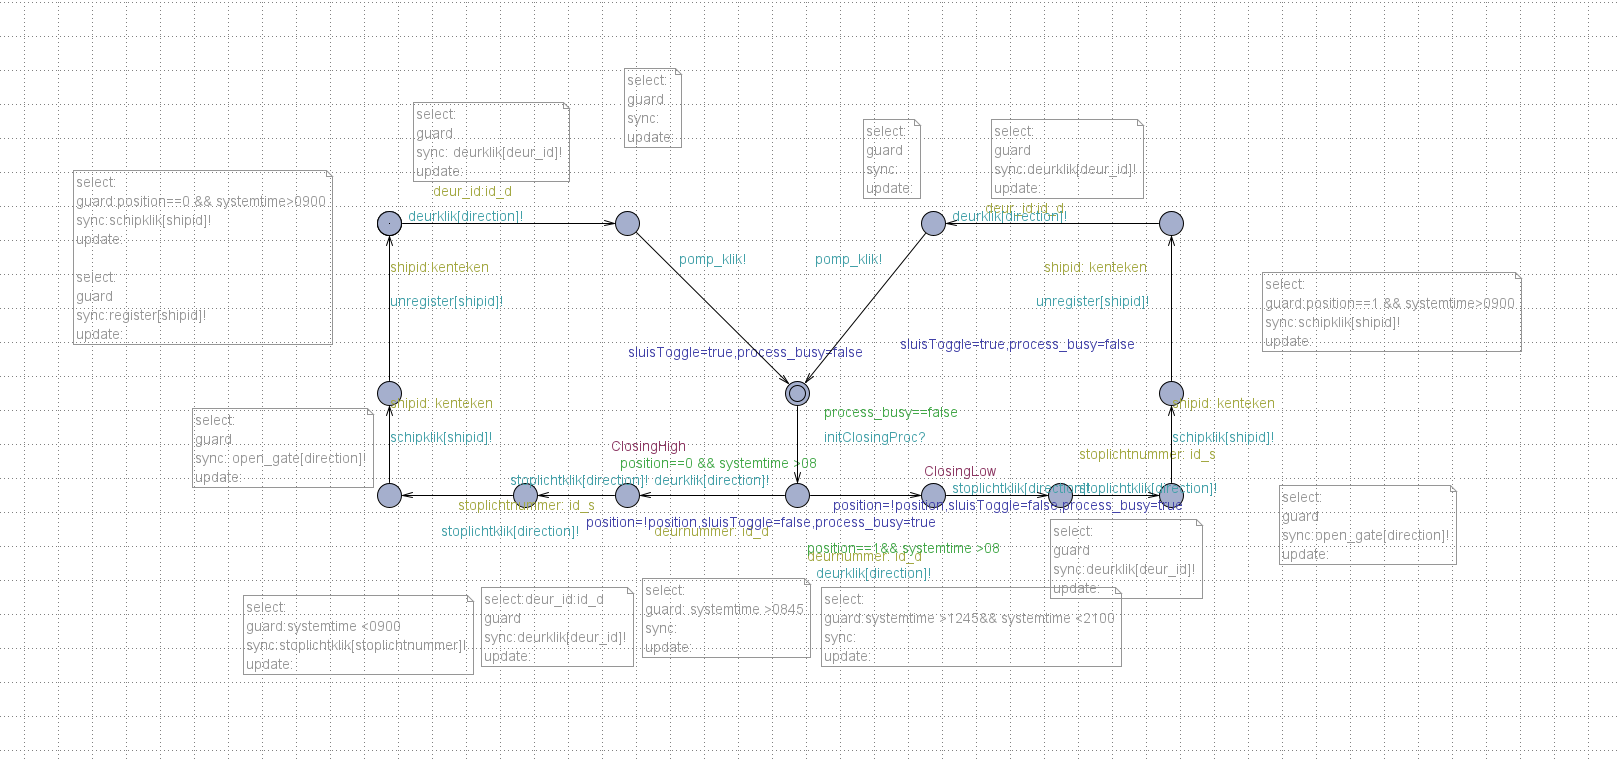 select:
guard
sync:
update:
select:
guard
sync: deurklik[deur_id]!
update:
select:
guard
sync:
update:
select:
guard
sync:deurklik[deur_id]!
update:
select:
guard:position==0 && systemtime>0900
sync:schipklik[shipid]!
update:
select:
guard
sync:register[shipid]!
update:
deur_id:id_d
deurklik[direction]!
deur_id:id_d
deurklik[direction]!
pomp_klik!
pomp_klik!
shipid:kenteken
unregister[shipid]!
shipid: kenteken
unregister[shipid]!
select:
guard:position==1 && systemtime>0900
sync:schipklik[shipid]!
update:
sluisToggle=true,process_busy=false
sluisToggle=true,process_busy=false
shipid: kenteken
schipklik[shipid]!
process_busy==false
initClosingProc?
shipid: kenteken
schipklik[shipid]!
select:
guard
sync: open_gate[direction]!
update:
ClosingHigh
position==0 && systemtime >08
stoplichtklik[direction]!
deurklik[direction]!
ClosingLow
stoplichtnummer: id_s
stoplichtklik[direction]!
stoplichtklik[direction]!
stoplichtnummer: id_s
position=!position,sluisToggle=false,process_busy=true
position=!position,sluisToggle=false,process_busy=true
stoplichtklik[direction]!
deurnummer: id_d
position==1&& systemtime >08
deurnummer: id_d
deurklik[direction]!
select:
guard
sync:deurklik[deur_id]!
update:
select:
guard
sync:open_gate[direction]!
update:
select:
guard:systemtime <0900
sync:stoplichtklik[stoplichtnummer]!
update:
select:deur_id:id_d
guard
sync:deurklik[deur_id]!
update:
select:
guard: systemtime >0845
sync:
update:
select:
guard:systemtime >1245&& systemtime <2100
sync:
update: